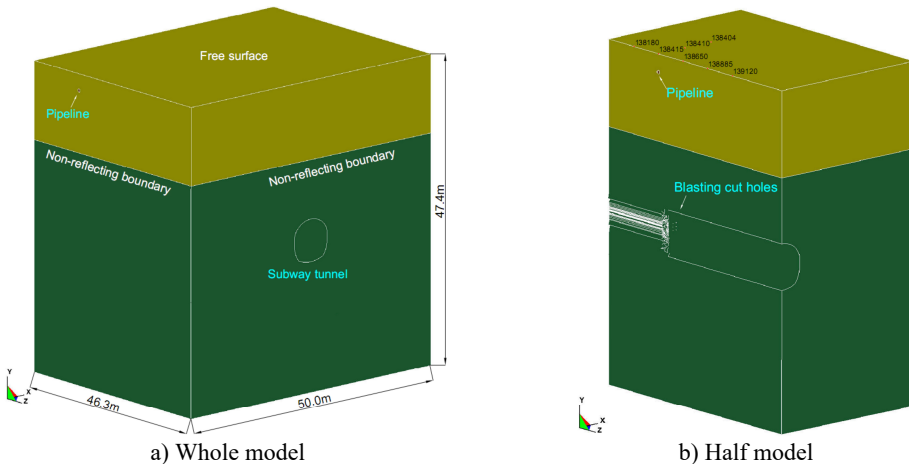 Free surface
Pipeline
Non-reflecting boundary
Non-reflecting boundary
Subway tunnel
47.4m
46.3m
50.0m
Y
X
Z
a) Whole model
138180
138415
138410
138404
138650
138885
139120
Pipeline
Blasting cut holes
Y
X
Z
b) Half model